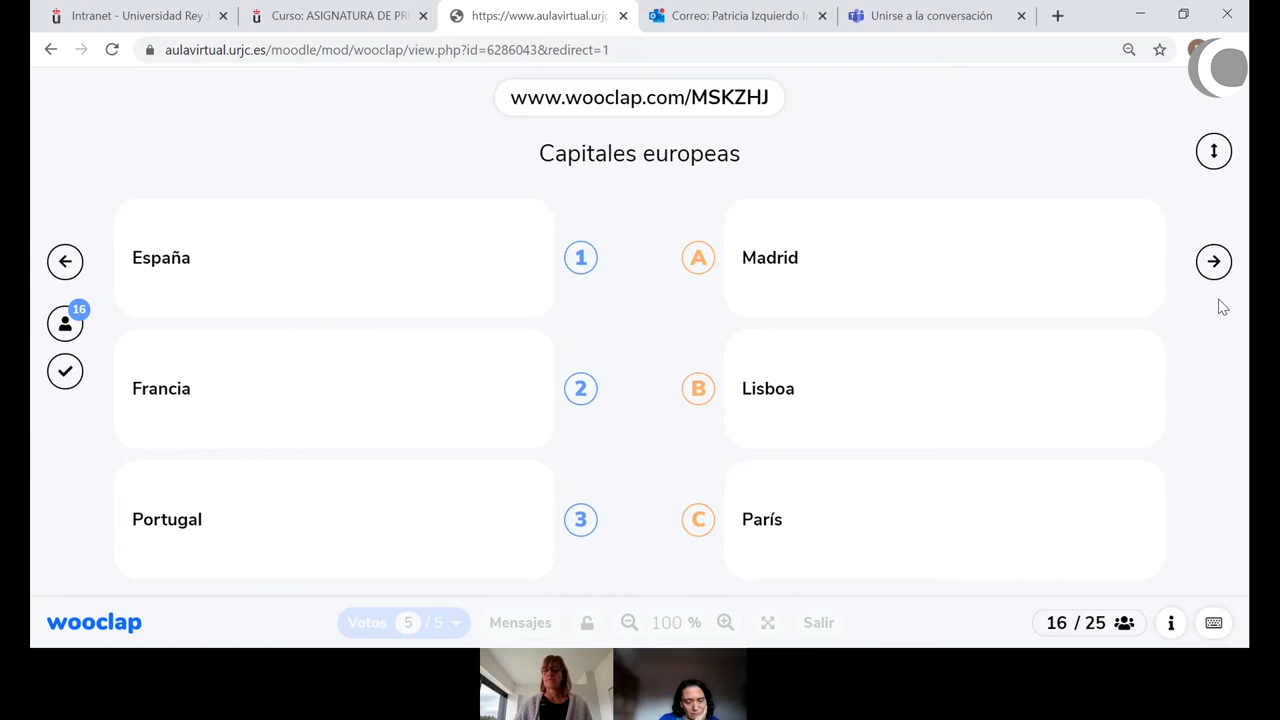 Intranet - Universidad Rey J
Curso: ASIGNATURA DE PR
https://www.aulavirtual.urjc
Correo: Patricia Izquierdo I
Unirse a la conversación
aulavirtual.urjc.es/moodle/mod/wooclap/view.php?id=6286043&redirect=1
www.wooclap.com/MSKZHJ
Capitales europeas
España 1 A Madrid
16
Francia 2 B Lisboa
Portugal 3 C París
wooclap Votos 5 / 5 Mensajes 100 % Salir 16 / 25